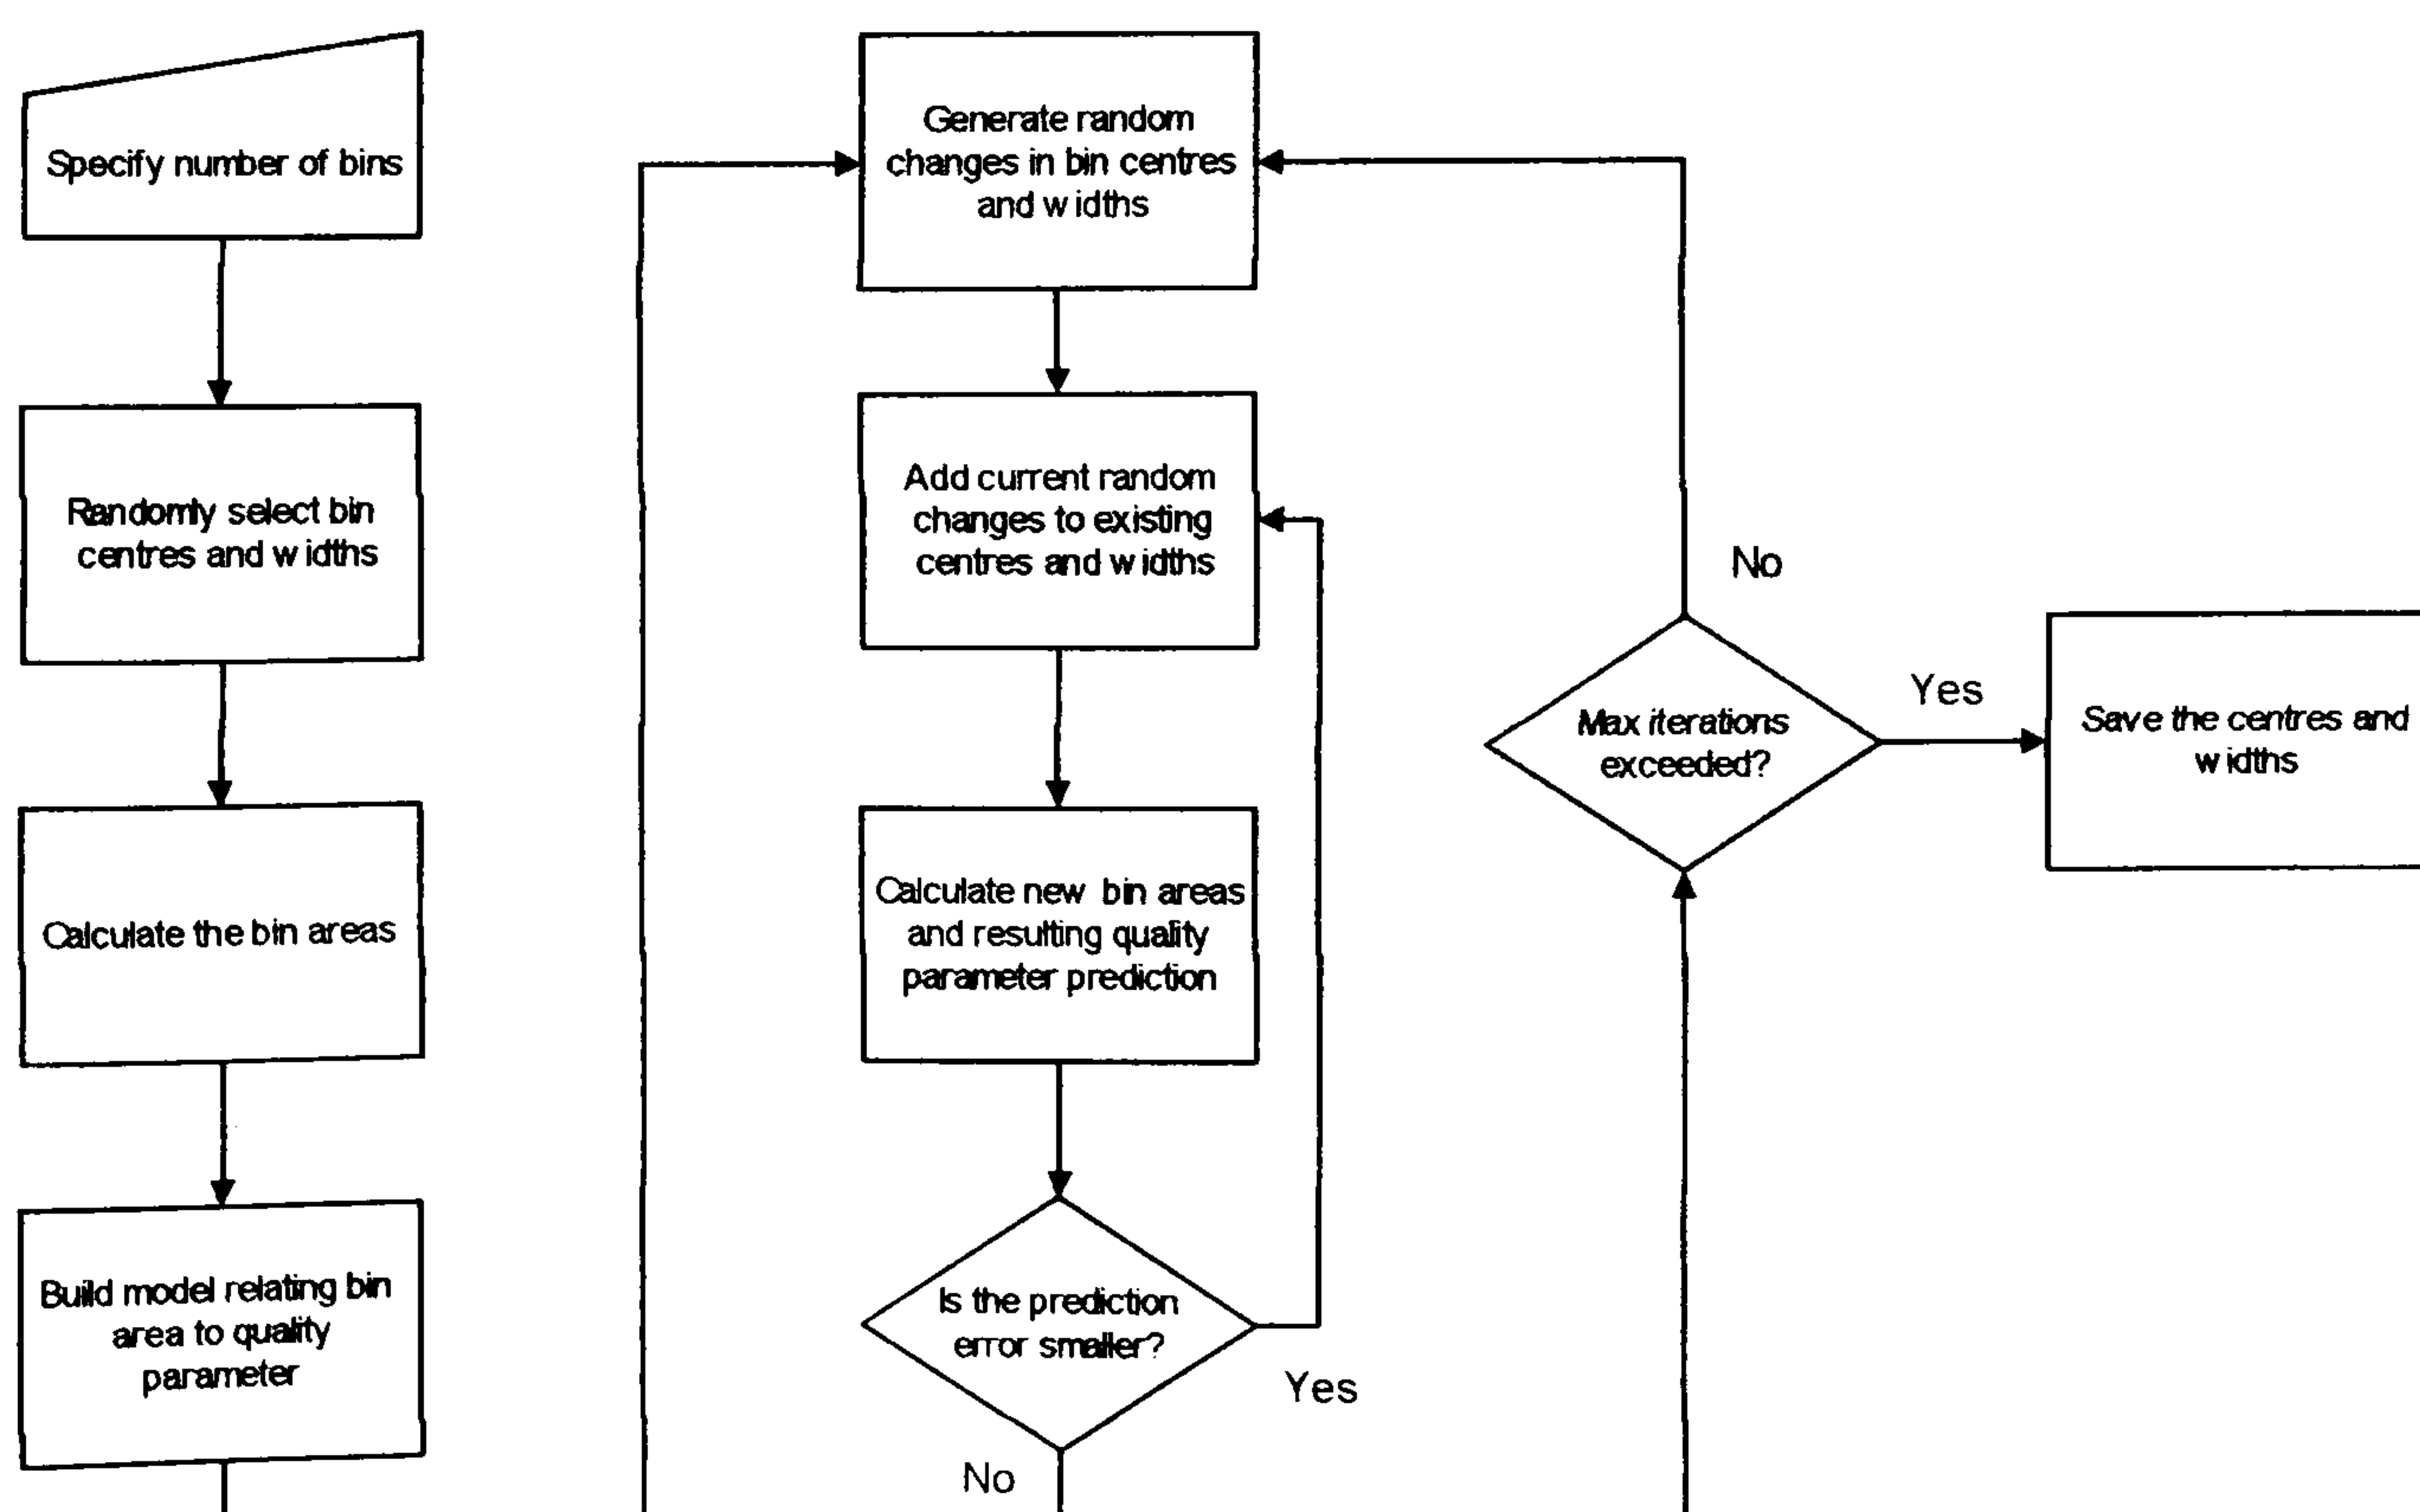 Specify number of bins
Randomly select bin
centres and widths
Calculate the bin areas
Build model relating bin
area to quality
parameter
Generate random
changes in bin centres
and widths
Add current random
changes to existing
centres and widths
Calculate new bin areas
and resulting quality
parameter prediction
Is the prediction
error smaller?
Yes
No
Max iterations
exceeded?
No
Yes
Save the centres and
widths